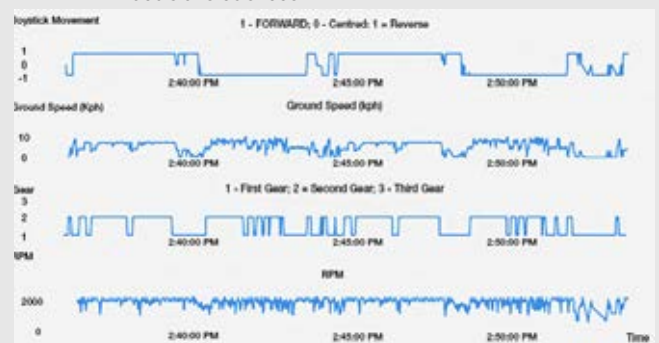 Joystick Movement
1 - FORWARD; 0 - Centred: 1 = Reverse
1
0
-1
2:40:00 PM 2:45:00 PM 2:50:00 PM
Ground Speed (Kph)
Ground Speed (kph)
10
0
2:40:00 PM 2:45:00 PM 2:50:00 PM
Gear
1 - First Gear; 2 = Second Gear; 3 - Third Gear
3
2
1
2:40:00 PM 2:45:00 PM 2:50:00 PM
RPM
RPM
2000
0
2:40:00 PM 2:45:00 PM 2:50:00 PM Time